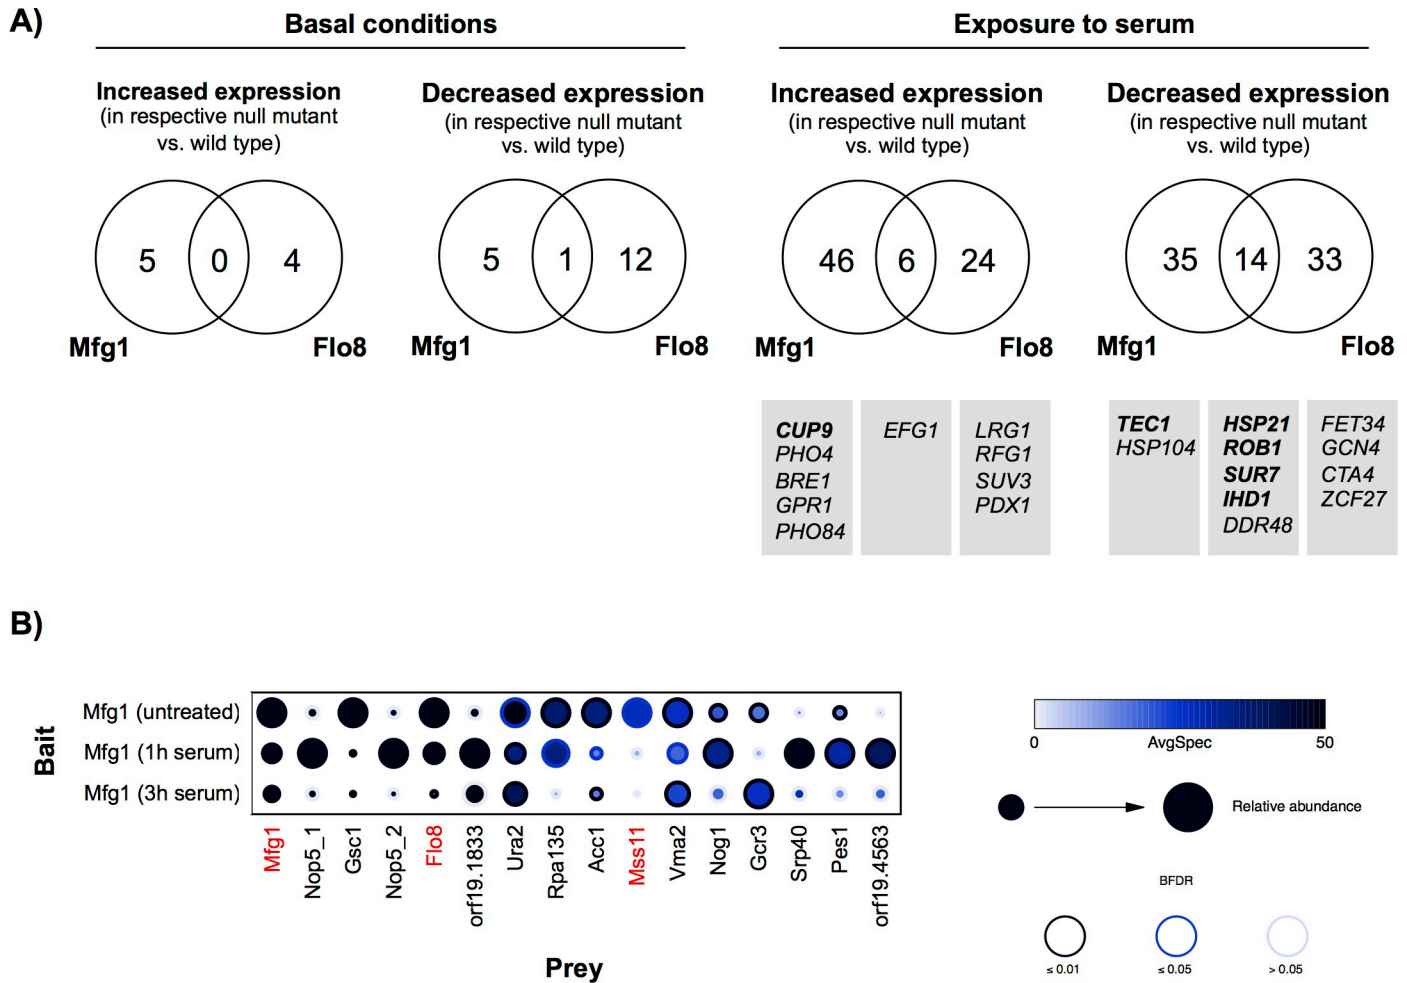 A)
Basal conditions
Exposure to serum
Increased expression
(in respective null mutant
vs. wild type)
Decreased expression
(in respective null mutant
vs. wild type)
Increased expression
(in respective null mutant
vs. wild type)
Decreased expression
(in respective null mutant
vs. wild type)
5 0 4
5 1 12
46 6 24
35 14 33
Mfg1 Flo8
Mfg1 Flo8
Mfg1 Flo8
Mfg1 Flo8
CUP9
PHO4
BRE1
GPR1
PHO84
EFG1
LRG1
RFG1
SUV3
PDX1
TEC1
HSP104
HSP21
ROB1
SUR7
IHD1
DDR48
FET34
GCN4
CTA4
ZCF27
B)
Bait
Mfg1 (untreated)
Mfg1 (1h serum)
Mfg1 (3h serum)
Mfg1
Nop5_1
Gsc1
Nop5_2
Flo8
orf19.1833
Ura2
Rpa135
Acc1
Mss11
Vma2
Nog1
Gcr3
Srp40
Pes1
orf19.4563
Prey
0 AvgSpec 50
Relative abundance
BFDR
≤ 0.01 ≤ 0.05 > 0.05